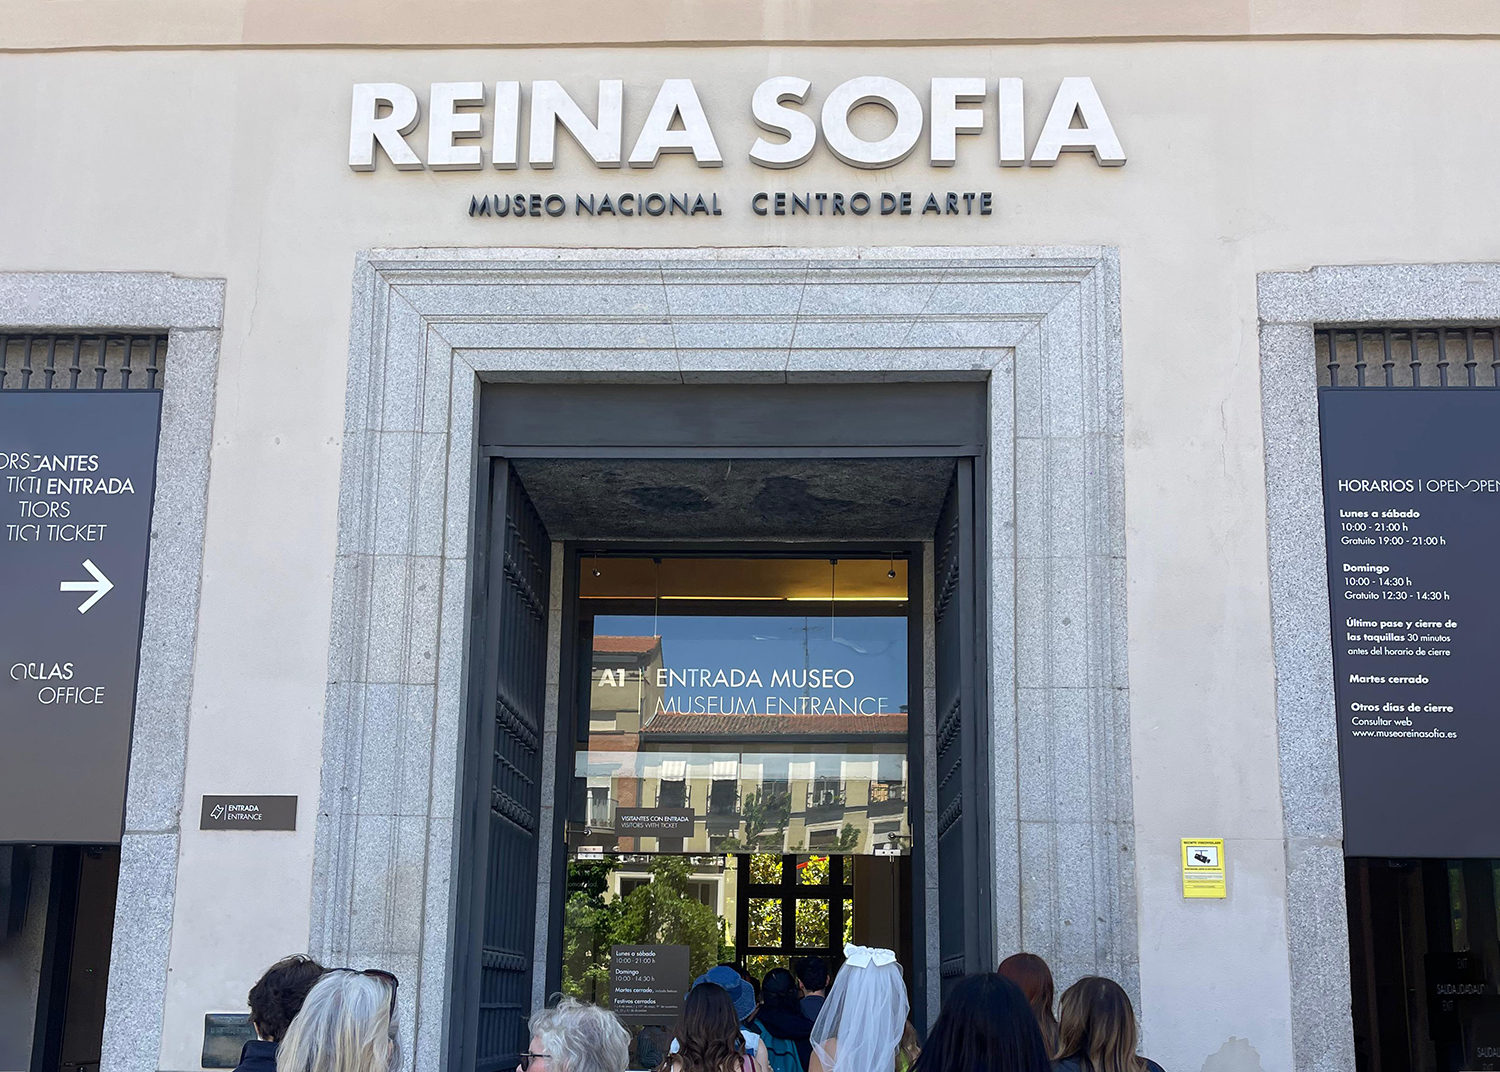 REINA SOFIA
MUSEO NACIONAL CENTRO DE ARTE
ANTES
ENTRADA
TICKET
OFFICE
ENTRADA
ENTRANCE
A1 ENTRADA MUSEO
MUSEUM ENTRANCE
VISITANTES CON ENTRADA
VISITORS WITH TICKET
Lunes a sábado
10:00 - 21:00 h
Domingo
10:00 - 14:30 h
Martes cerrado,
Festivos cerrados
HORARIOS | OPEN
Lunes a sábado
10:00 - 21:00 h
Gratuito 19:00 - 21:00 h
Domingo
10:00 - 14:30 h
Gratuito 12:30 - 14:30 h
Último pase y cierre de
las taquillas 30 minutos
antes del horario de cierre
Martes cerrado
Otros días de cierre
Consultar web
www.museoreinasofia.es